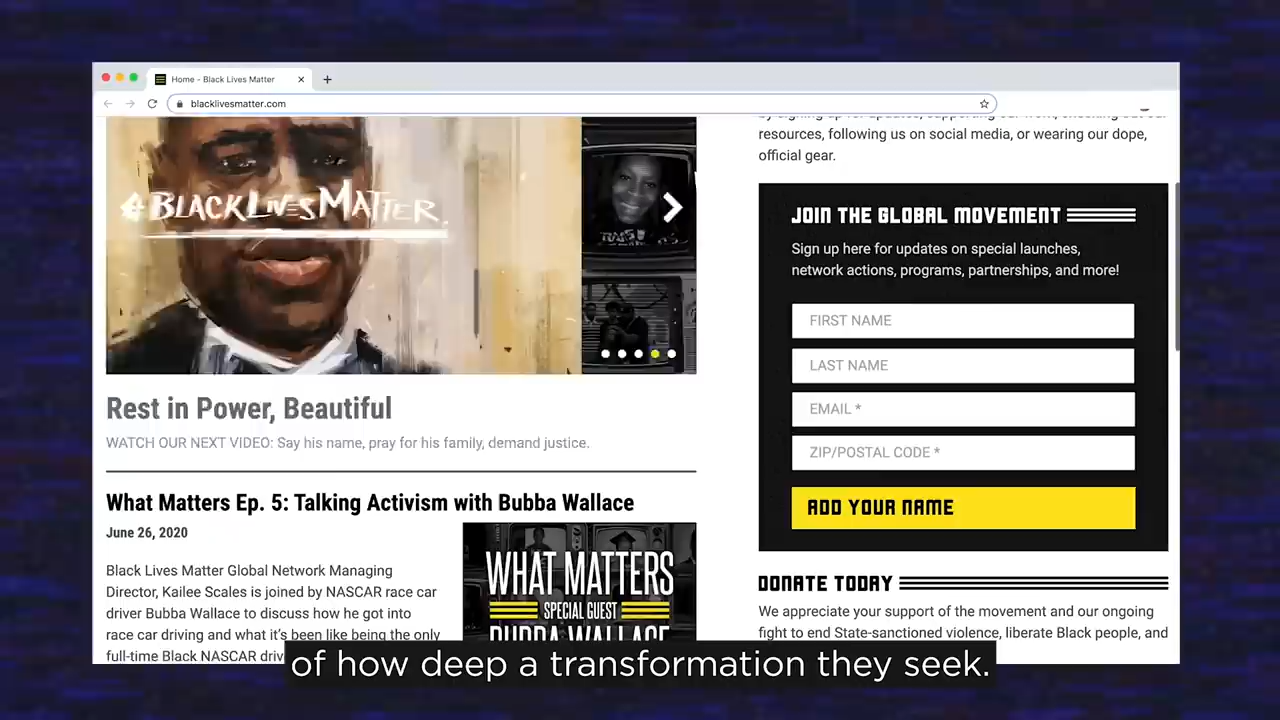 Home - Black Lives Matter
blacklivesmatter.com
#BLACKLIVESMATTER.
Rest in Power, Beautiful
WATCH OUR NEXT VIDEO: Say his name, pray for his family, demand justice.
What Matters Ep. 5: Talking Activism with Bubba Wallace
June 26, 2020
Black Lives Matter Global Network Managing
Director, Kailee Scales is joined by NASCAR race car
driver Bubba Wallace to discuss how he got into
race car driving and what it's been like being the only
full-time Black NASCAR
WHAT MATTERS
SPECIAL GUEST
BUBBA WALLACE
resources, following us on social media, or wearing our dope,
official gear.
JOIN THE GLOBAL MOVEMENT
Sign up here for updates on special launches,
network actions, programs, partnerships, and more!
FIRST NAME
LAST NAME
EMAIL *
ZIP/POSTAL CODE *
ADD YOUR NAME
DONATE TODAY
We appreciate your support of the movement and our ongoing
fight to end State-sanctioned violence, liberate Black people, and
of how deep a transformation they seek.